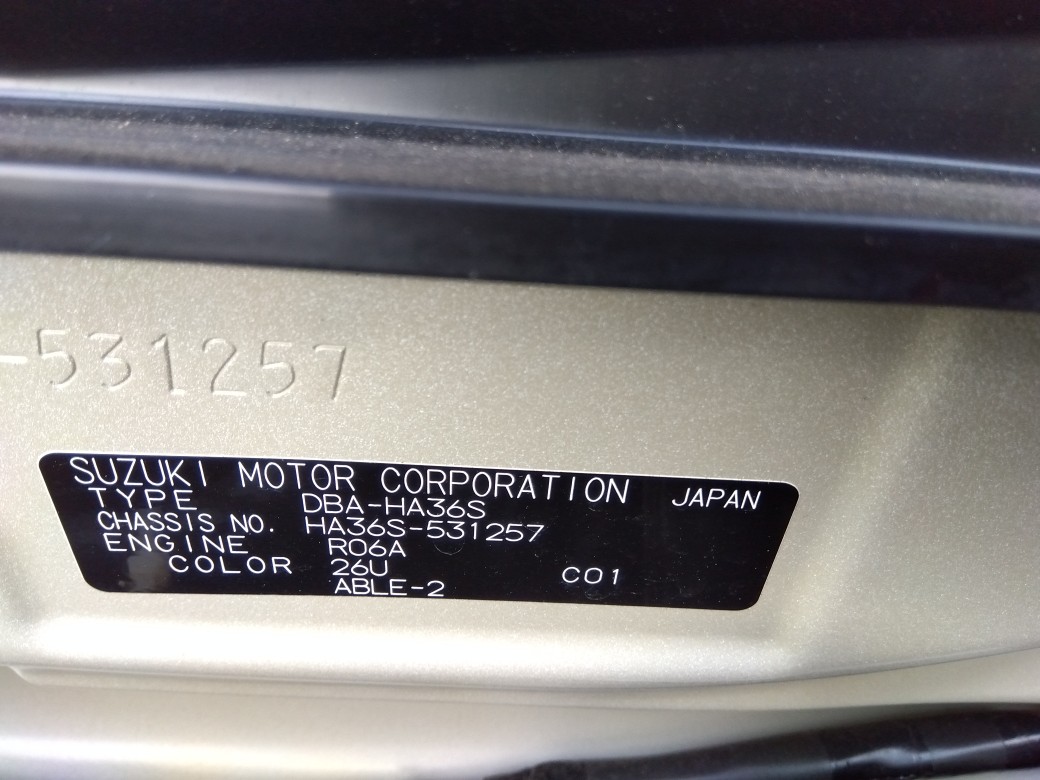 -531257
SUZUKI MOTOR CORPORATION JAPAN
TYPE DBA-HA36S
CHASSIS NO. HA36S-531257
ENGINE R06A
COLOR 26U C01
ABLE-2